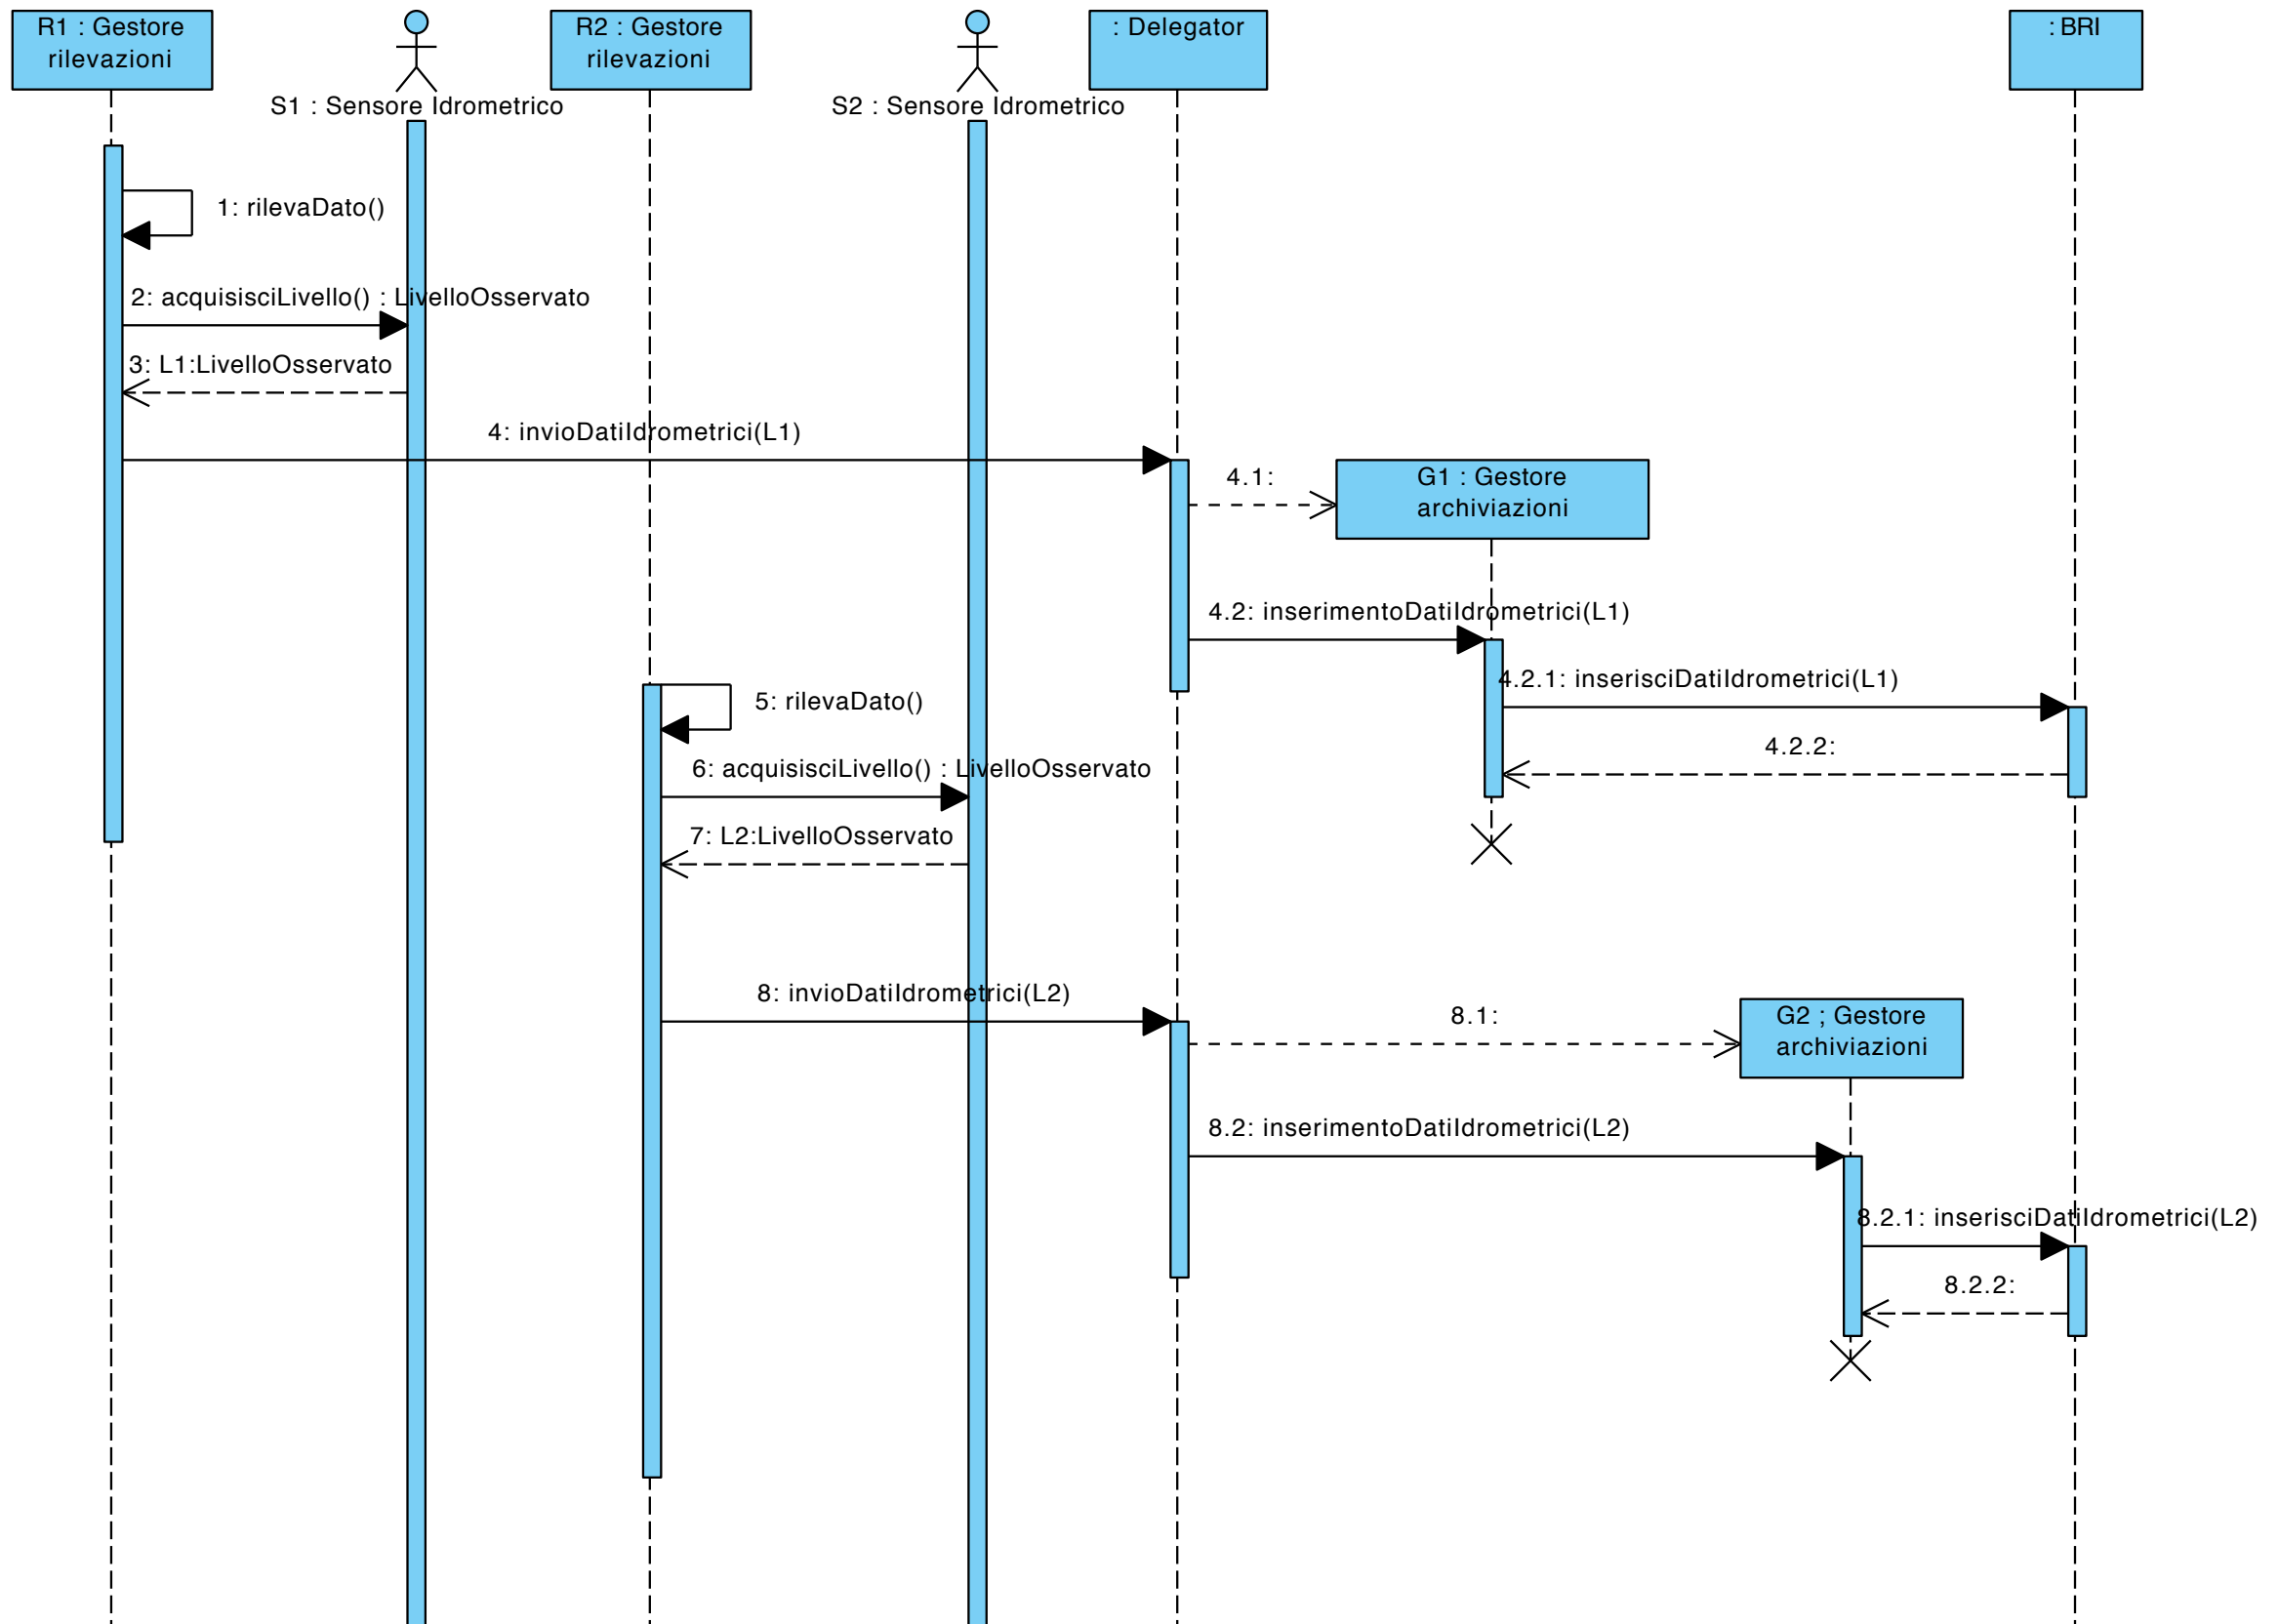 R1 : Gestore
rilevazioni
S1 : Sensore Idrometrico
R2 : Gestore
rilevazioni
S2 : Sensore Idrometrico
: Delegator
: BRI
1: rilevaDato()
2: acquisisciLivello() : LivelloOsservato
3: L1:LivelloOsservato
4: invioDatiIdrometrici(L1)
4.1:
G1 : Gestore
archiviazioni
4.2: inserimentoDatiIdrometrici(L1)
4.2.1: inserisciDatiIdrometrici(L1)
5: rilevaDato()
4.2.2:
6: acquisisciLivello() : LivelloOsservato
7: L2:LivelloOsservato
8: invioDatiIdrometrici(L2)
8.1:
G2 ; Gestore
archiviazioni
8.2: inserimentoDatiIdrometrici(L2)
8.2.1: inserisciDatiIdrometrici(L2)
8.2.2: